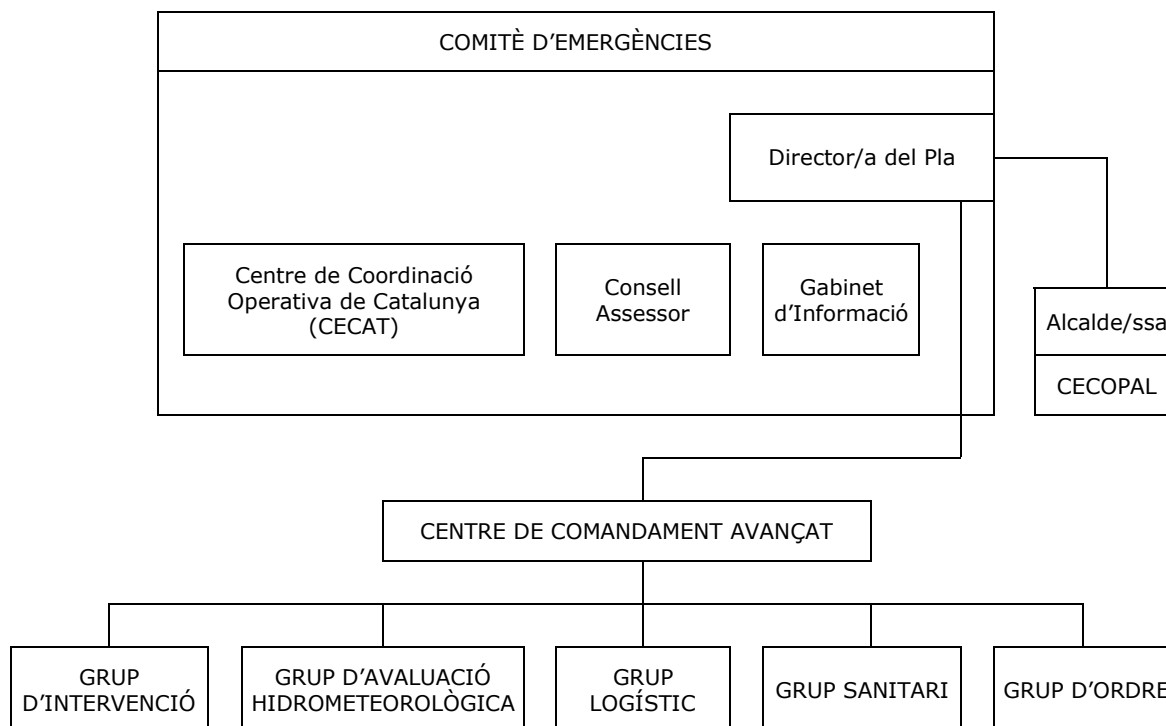 COMITÈ D’EMERGÈNCIES
Director/a del Pla
Centre de Coordinació
Operativa de Catalunya
(CECAT)
Consell
Assessor
Gabinet
d’Informació
Alcalde/ssa
CECOPAL
CENTRE DE COMANDAMENT AVANÇAT
GRUP
D’INTERVENCIÓ
GRUP D’AVALUACIÓ
HIDROMETEOROLÒGICA
GRUP
LOGÍSTIC
GRUP SANITARI
GRUP D’ORDRE